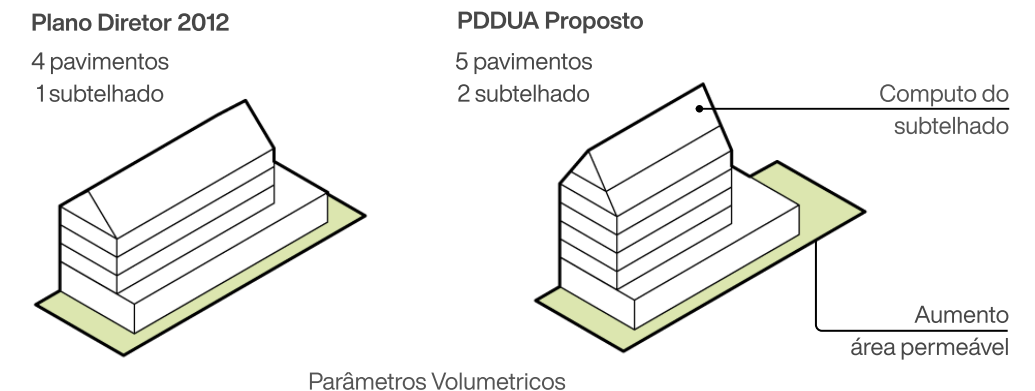 Plano Diretor 2012
4 pavimentos
1 subtelhado
PDDUA Proposto
5 pavimentos
2 subtelhado
Computo do
subtelhado
Aumento
área permeável
Parâmetros Volumetricos